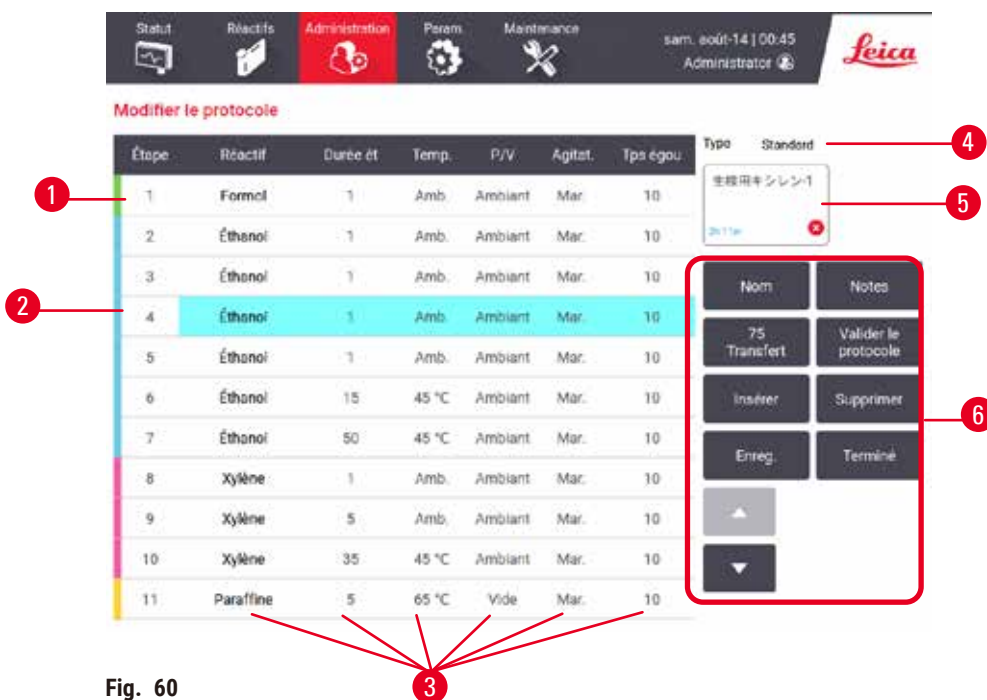 Statut Réactifs Administration Param. Maintenance sam. août-14 | 00:45
Administrator
Leica
Modifier le protocole
Étape Réactif Durée ét Temp. P/V Agitat. Tps égou
Type Standard 4
1 1 Formol 1 Amb. Ambiant Mar. 10
生検用キシレン-1 5
2h 11m
2 Éthanol 1 Amb. Ambiant Mar. 10
3 Éthanol 1 Amb. Ambiant Mar. 10
2 4 Éthanol 1 Amb. Ambiant Mar. 10
5 Éthanol 1 Amb. Ambiant Mar. 10
6 Éthanol 15 45 °C Ambiant Mar. 10
7 Éthanol 50 45 °C Ambiant Mar. 10
8 Xylène 1 Amb. Ambiant Mar. 10
9 Xylène 5 Amb. Ambiant Mar. 10
10 Xylène 35 45 °C Ambiant Mar. 10
11 Paraffine 5 65 °C Vide Mar. 10
Nom Notes
75
Transfert
Valider le
protocole
Insérer Supprimer
6
Enreg. Terminé
3
Fig. 60